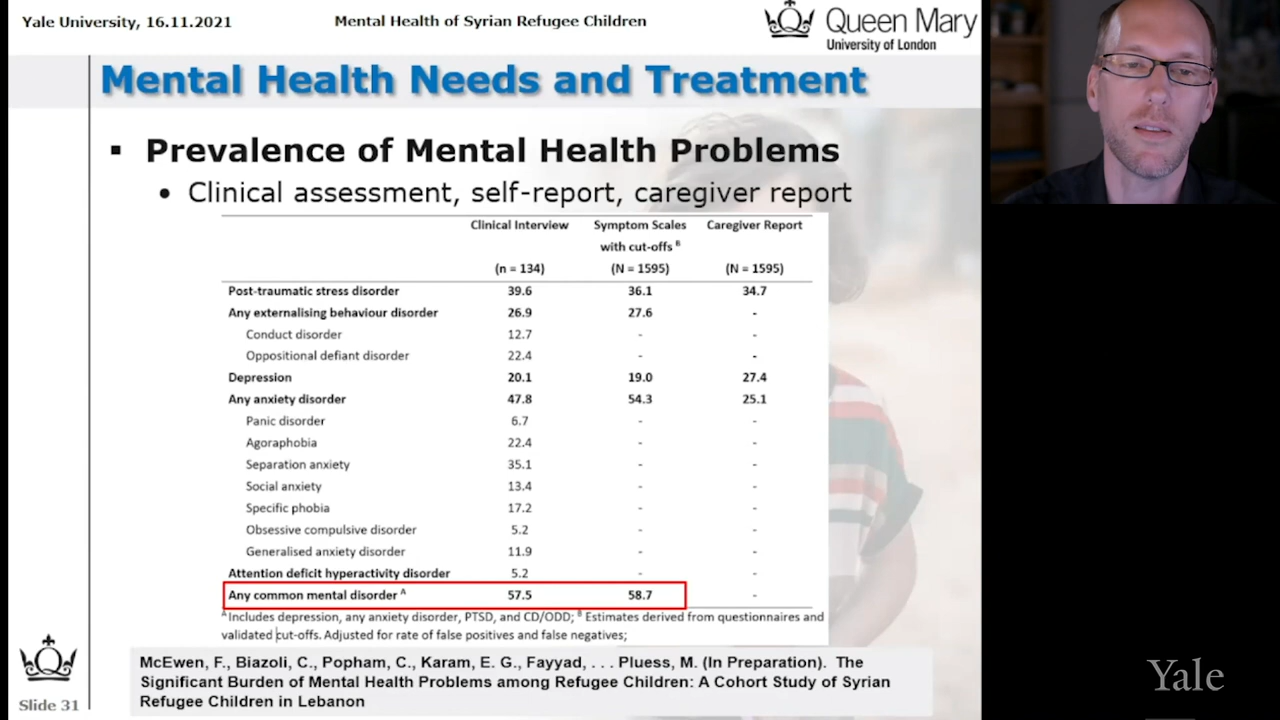 Yale University, 16.11.2021
Mental Health of Syrian Refugee Children
Queen Mary
University of London
Mental Health Needs and Treatment
▪ Prevalence of Mental Health Problems
• Clinical assessment, self-report, caregiver report
Clinical Interview Symptom Scales Caregiver Report
with cut-offs B
(n = 134) (N = 1595) (N = 1595)
Post-traumatic stress disorder 39.6 36.1 34.7
Any externalising behaviour disorder 26.9 27.6 -
Conduct disorder 12.7 - -
Oppositional defiant disorder 22.4 - -
Depression 20.1 19.0 27.4
Any anxiety disorder 47.8 54.3 25.1
Panic disorder 6.7 - -
Agoraphobia 22.4 - -
Separation anxiety 35.1 - -
Social anxiety 13.4 - -
Specific phobia 17.2 - -
Obsessive compulsive disorder 5.2 - -
Generalised anxiety disorder 11.9 - -
Attention deficit hyperactivity disorder 5.2 - -
Any common mental disorder A 57.5 58.7 -
A Includes depression, any anxiety disorder, PTSD, and CD/ODD; B Estimates derived from questionnaires and
validated cut-offs. Adjusted for rate of false positives and false negatives;
McEwen, F., Biazoli, C., Popham, C., Karam, E. G., Fayyad, . . . Pluess, M. (In Preparation). The
Significant Burden of Mental Health Problems among Refugee Children: A Cohort Study of Syrian
Refugee Children in Lebanon
Slide 31
Yale